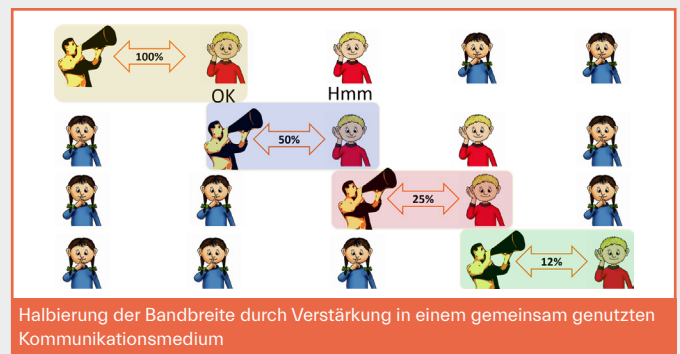 100%
OK
Hmm
50%
25%
12%
Halbierung der Bandbreite durch Verstärkung in einem gemeinsam genutzten
Kommunikationsmedium